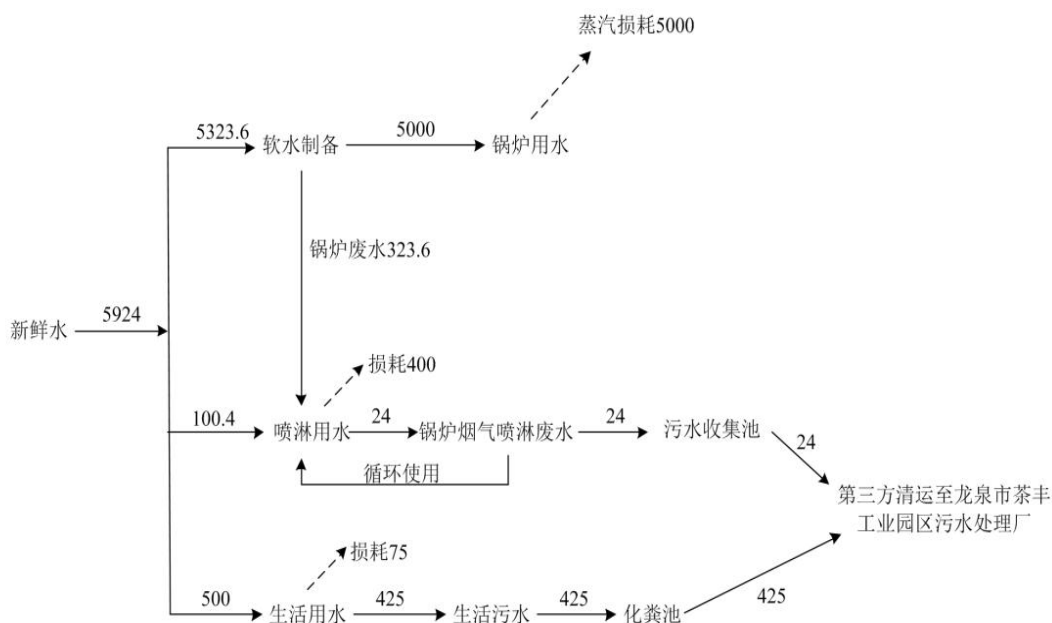 蒸汽损耗5000
5323.6
软水制备
5000
锅炉用水
锅炉废水323.6
新鲜水
5924
损耗400
100.4
喷淋用水
24
锅炉烟气喷淋废水
24
污水收集池
24
循环使用
第三方清运至龙泉市茶丰
工业园区污水处理厂
损耗75
500
生活用水
425
生活污水
425
化粪池
425